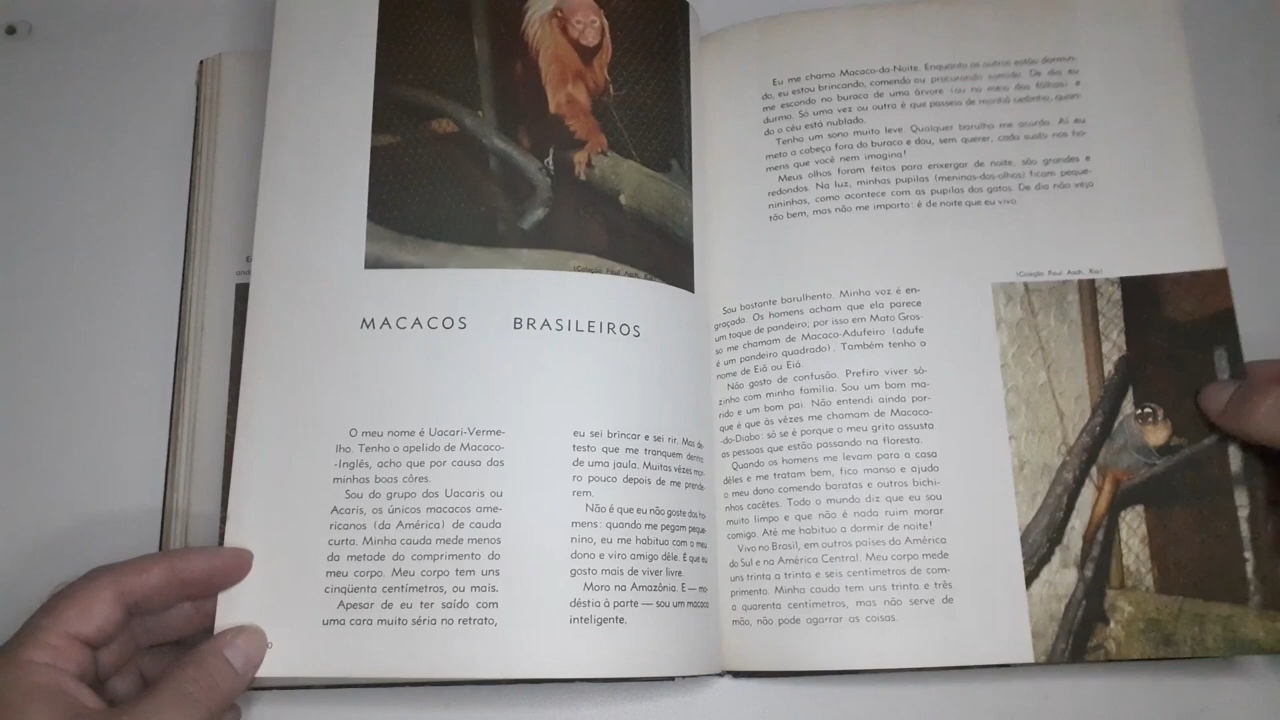 (Coleção Paul Asch, Rio)
MACACOS BRASILEIROS
O meu nome é Uacari-Verme-
lho. Tenho o apelido de Macaco-
-Inglês, acho que por causa das
minhas boas côres.
Sou do grupo dos Uacaris ou
Acaris, os únicos macacos ame-
ricanos (da América) de cauda
curta. Minha cauda mede menos
da metade do comprimento do
meu corpo. Meu corpo tem uns
cinqüenta centímetros, ou mais.
Apesar de eu ter saído com
uma cara muito séria no retrato,
eu sei brincar e sei rir. Mas de-
testo que me tranquem dentro
de uma jaula. Muitas vêzes mor-
ro pouco depois de me prende-
rem.
Não é que eu não goste dos ho-
mens: quando me pegam peque-
nino, eu me habituo com o meu
dono e viro amigo dêle. É que eu
gosto mais de viver livre.
Moro na Amazônia. E — mo-
déstia à parte — sou um macaco
inteligente.
Eu me chamo Macaco-da-Noite. Enquanto os outros estão dormin-
do, eu estou brincando, comendo ou procurando comida. De dia eu
me escondo no buraco de uma árvore (ou no meio das fôlhas) e
durmo. Só uma vez ou outra é que passeio de manhã cedinho, quan-
do o céu está nublado.
Tenho um sono muito leve. Qualquer barulho me acorda. Aí eu
meto a cabeça fora do buraco e dou, sem querer, cada susto nos ho-
mens que você nem imagina!
Meus olhos foram feitos para enxergar de noite, são grandes e
redondos. Na luz, minhas pupilas (meninas-dos-olhos) ficam peque-
nininhas, como acontece com as pupilas dos gatos. De dia não vejo
tão bem, mas não me importo: é de noite que eu vivo.
(Coleção Paul Asch, Rio)
Sou bastante barulhento. Minha voz é en-
graçada. Os homens acham que ela parece
um toque de pandeiro; por isso em Mato Gros-
so me chamam de Macaco-Adufeiro (adufe
é um pandeiro quadrado). Também tenho o
nome de Eiã ou Eiá.
Não gosto de confusão. Prefiro viver sò-
zinho com minha família. Sou um bom ma-
rido e um bom pai. Não entendi ainda por-
que é que às vêzes me chamam de Macaco-
-do-Diabo: só se é porque o meu grito assusta
as pessoas que estão passando na floresta.
Quando os homens me levam para a casa
dêles e me tratam bem, fico manso e ajudo
o meu dono comendo baratas e outros bichi-
nhos cacêtes. Todo o mundo diz que eu sou
muito limpo e que não é nada ruim morar
comigo. Até me habituo a dormir de noite!
Vivo no Brasil, em outros países da América
do Sul e na América Central. Meu corpo mede
uns trinta a trinta e seis centímetros de com-
primento. Minha cauda tem uns trinta e três
a quarenta centímetros, mas não serve de
mão, não pode agarrar as coisas.